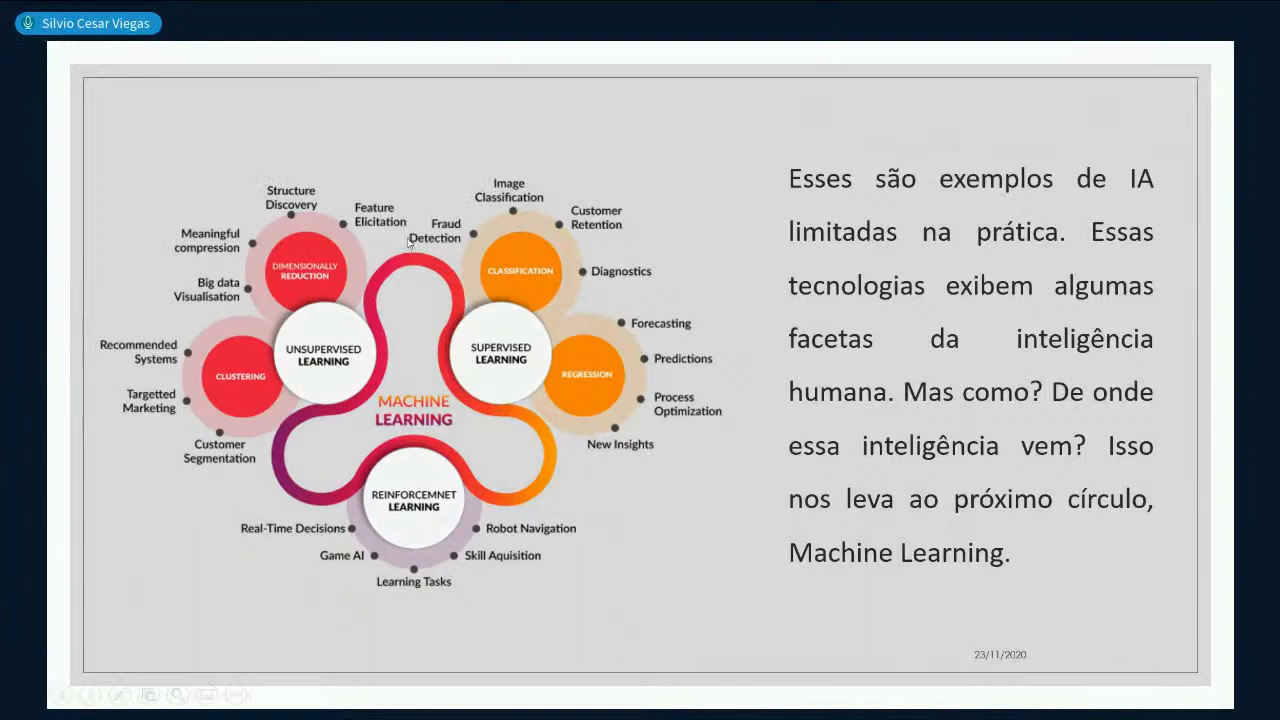 Silvio Cesar Viegas
Structure
Discovery
Feature
Elicitation
Meaningful
compression
Big data
Visualisation
DIMENSIONALLY
REDUCTION
Recommended
Systems
Targetted
Marketing
Customer
Segmentation
CLUSTERING
UNSUPERVISED
LEARNING
Image
Classification
Fraud
Detection
Customer
Retention
Diagnostics
CLASSIFICATION
SUPERVISED
LEARNING
Forecasting
Predictions
Process
Optimization
New Insights
REGRESSION
MACHINE
LEARNING
REINFORCEMNET
LEARNING
Real-Time Decisions
Game AI
Learning Tasks
Skill Aquisition
Robot Navigation
Esses são exemplos de IA
limitadas na prática. Essas
tecnologias exibem algumas
facetas da inteligência
humana. Mas como? De onde
essa inteligência vem? Isso
nos leva ao próximo círculo,
Machine Learning.
23/11/2020